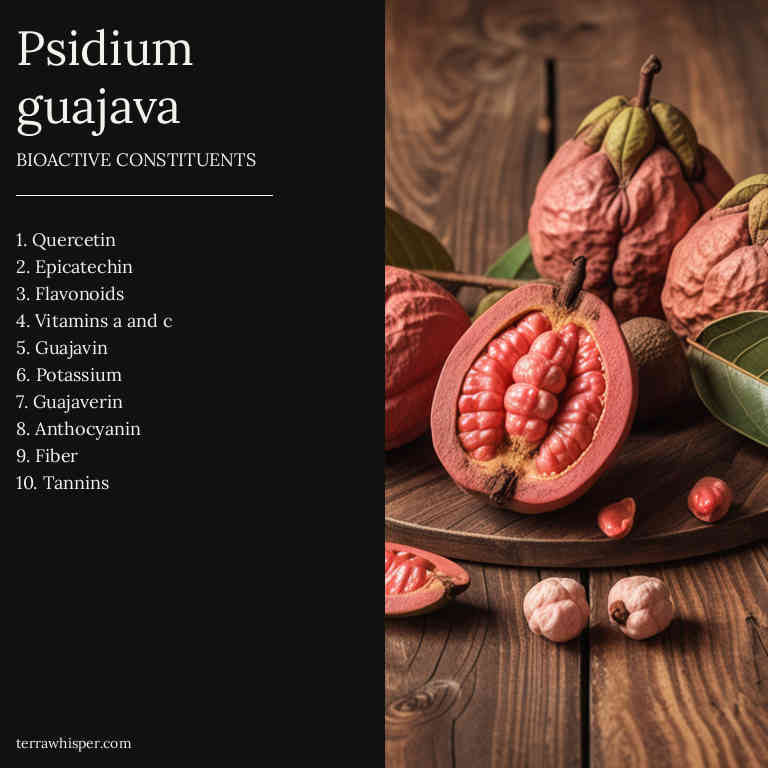 Psidium
guajava
BIOACTIVE CONSTITUENTS
1. Quercetin
2. Epicatechin
3. Flavonoids
4. Vitamins a and c
5. Guajavin
6. Potassium
7. Guajaverin
8. Anthocyanin
9. Fiber
10. Tannins
terrawhisper.com